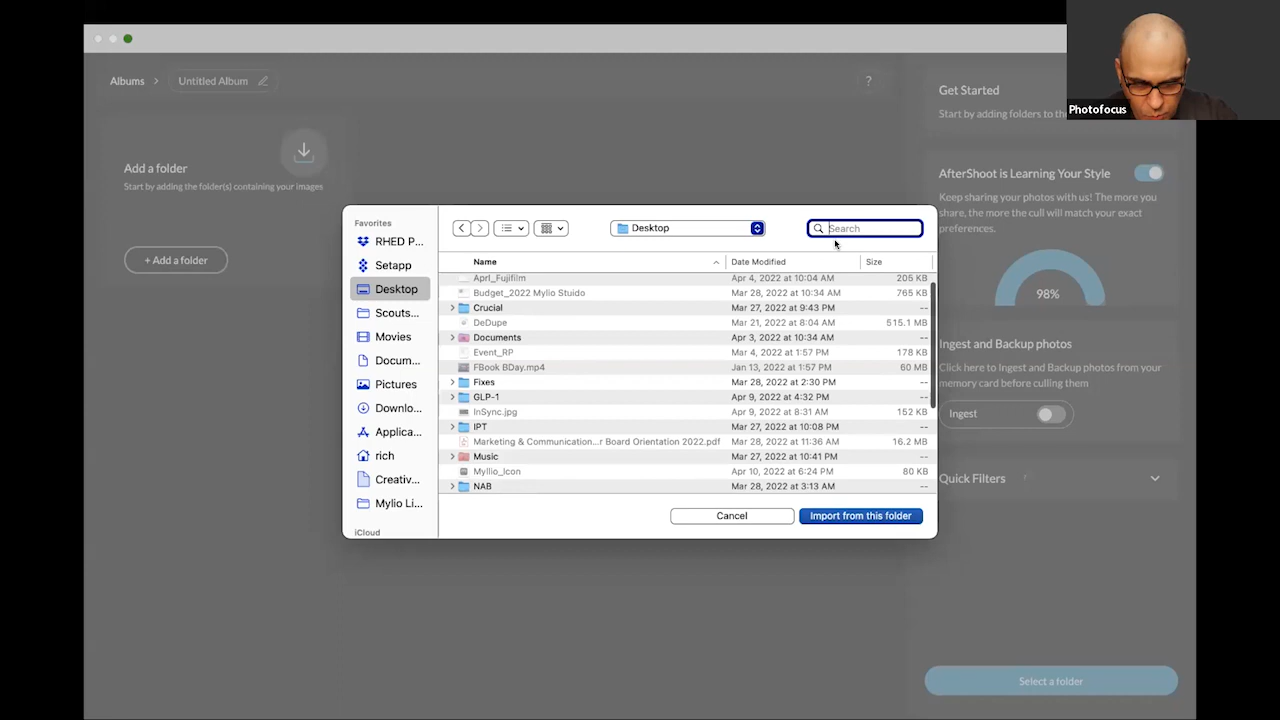 Photofocus
Albums
Untitled Album
?
Add a folder
Start by adding the folder(s) containing your images
+ Add a folder
Favorites
RHED P...
Setapp
Desktop
Scouts...
Movies
Docum...
Pictures
Downlo...
Applica...
rich
Creativ...
Mylio Li...
iCloud
Desktop
Search
Name Date Modified Size
Aprl_Fujifilm Apr 4, 2022 at 10:04 AM 205 KB
Budget_2022 Mylio Stuido Mar 28, 2022 at 10:34 AM 765 KB
Crucial Mar 27, 2022 at 9:43 PM --
DeDupe Mar 21, 2022 at 8:04 AM 515.1 MB
Documents Apr 3, 2022 at 10:34 AM --
Event_RP Mar 4, 2022 at 1:57 PM 178 KB
FBook BDay.mp4 Jan 13, 2022 at 1:57 PM 60 MB
Fixes Mar 28, 2022 at 2:30 PM --
GLP-1 Apr 9, 2022 at 4:32 PM --
InSync.jpg Apr 9, 2022 at 8:31 AM 152 KB
IPT Mar 27, 2022 at 10:08 PM --
Marketing & Communication...r Board Orientation 2022.pdf Mar 28, 2022 at 11:36 AM 16.2 MB
Music Mar 27, 2022 at 10:41 PM --
Myllio_Icon Apr 10, 2022 at 6:24 PM 80 KB
NAB Mar 28, 2022 at 3:13 AM --
Cancel
Import from this folder
Get Started
Start by adding folders to the
AfterShoot is Learning Your Style
Keep sharing your photos with us! The more you
share, the more the cull will match your exact
preferences.
98%
Ingest and Backup photos
Click here to Ingest and Backup photos from your
memory card before culling them
Ingest
Quick Filters
Select a folder